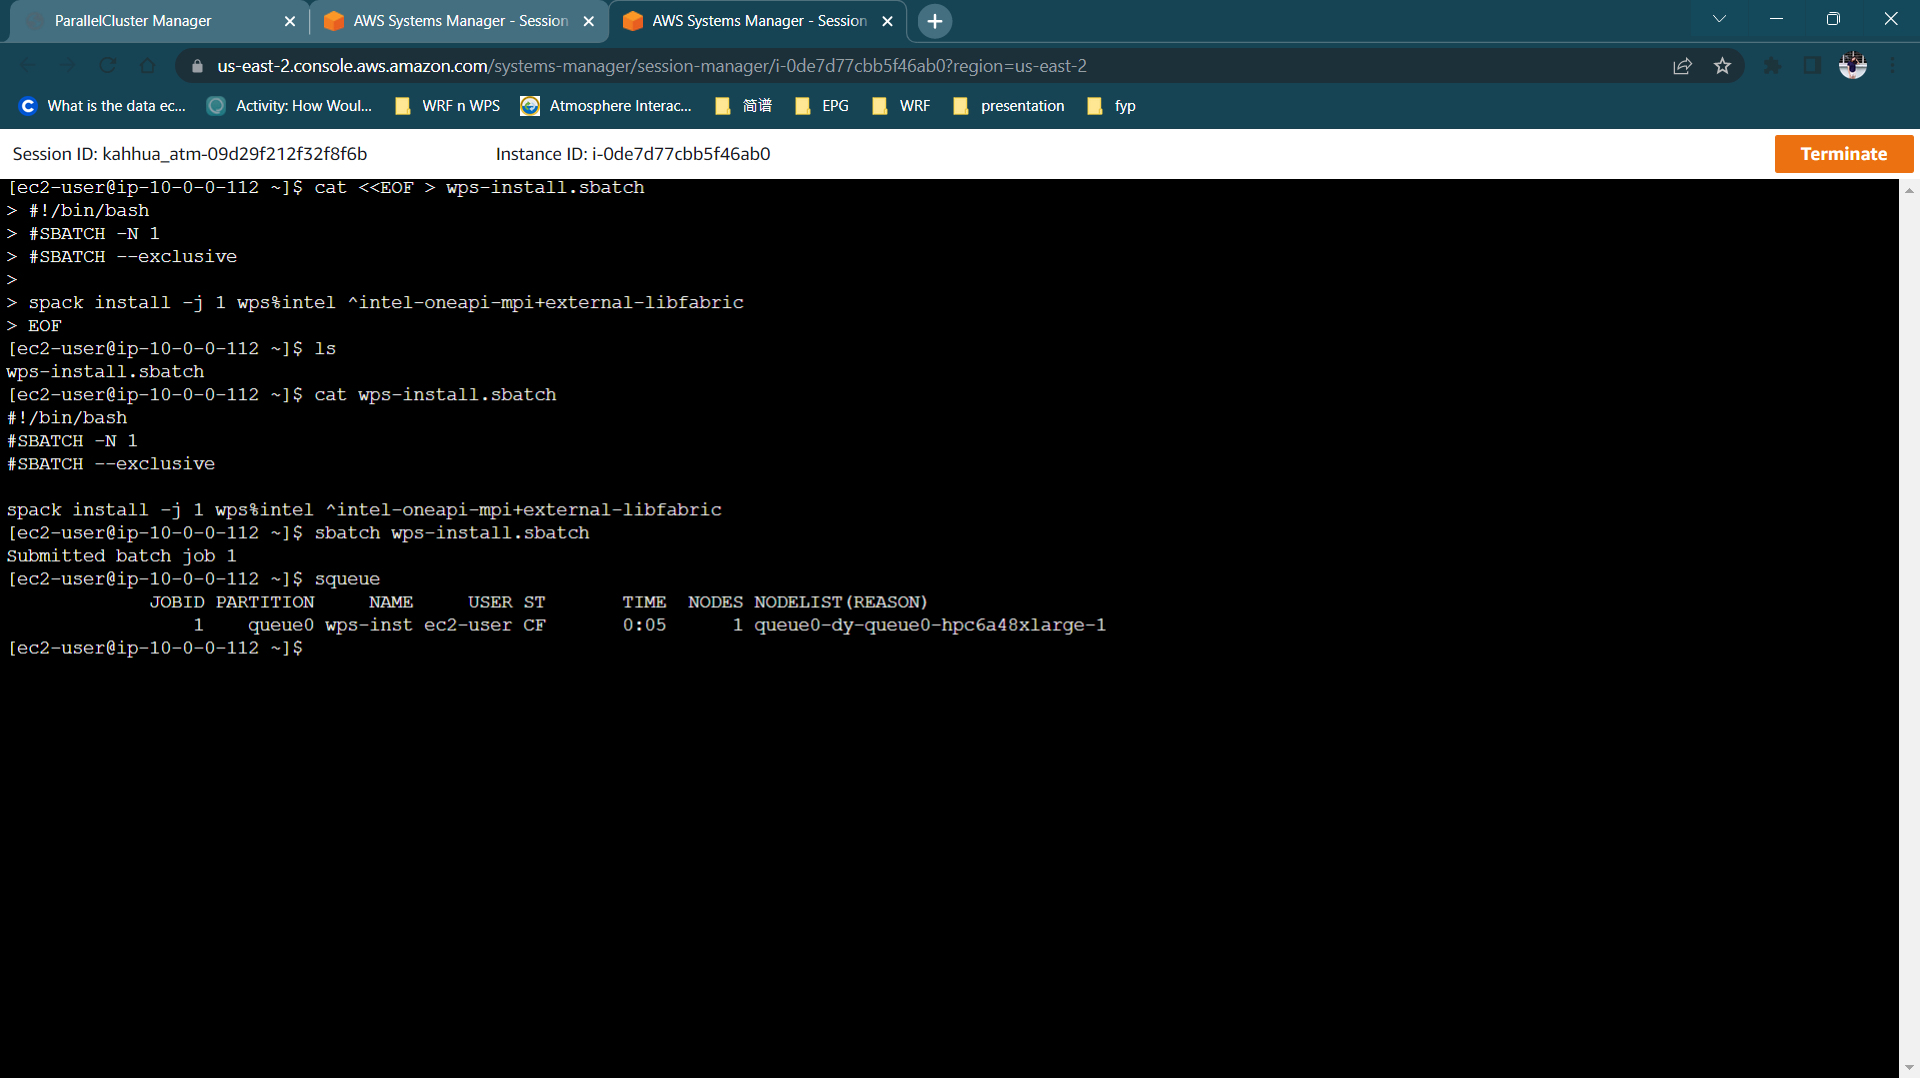 ParallelCluster Manager
AWS Systems Manager - Session
AWS Systems Manager - Session
us-east-2.console.aws.amazon.com/systems-manager/session-manager/i-0de7d77cbb5f46ab0?region=us-east-2
What is the data ec... Activity: How Woul... WRF n WPS Atmosphere Interac... 简谱 EPG WRF presentation fyp
Session ID: kahhua_atm-09d29f212f32f8f6b Instance ID: i-0de7d77cbb5f46ab0 Terminate
[ec2-user@ip-10-0-0-112 ~]$ cat <<EOF > wps-install.sbatch
> #!/bin/bash
> #SBATCH -N 1
> #SBATCH --exclusive
>
> spack install -j 1 wps%intel ^intel-oneapi-mpi+external-libfabric
> EOF
[ec2-user@ip-10-0-0-112 ~]$ ls
wps-install.sbatch
[ec2-user@ip-10-0-0-112 ~]$ cat wps-install.sbatch
#!/bin/bash
#SBATCH -N 1
#SBATCH --exclusive
spack install -j 1 wps%intel ^intel-oneapi-mpi+external-libfabric
[ec2-user@ip-10-0-0-112 ~]$ sbatch wps-install.sbatch
Submitted batch job 1
[ec2-user@ip-10-0-0-112 ~]$ squeue
JOBID PARTITION NAME USER ST TIME NODES NODELIST(REASON)
1 queue0 wps-inst ec2-user CF 0:05 1 queue0-dy-queue0-hpc6a48xlarge-1
[ec2-user@ip-10-0-0-112 ~]$